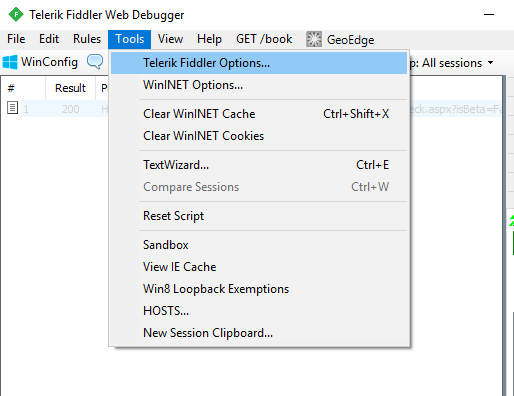 Telerik Fiddler Web Debugger
File Edit Rules Tools View Help GET /book GeoEdge
WinConfig p: All sessions
# Result P
1 200 H eck.aspx?isBeta=Fa
Telerik Fiddler Options...
WinINET Options...
Clear WinINET Cache Ctrl+Shift+X
Clear WinINET Cookies
TextWizard... Ctrl+E
Compare Sessions Ctrl+W
Reset Script
Sandbox
View IE Cache
Win8 Loopback Exemptions
HOSTS...
New Session Clipboard...